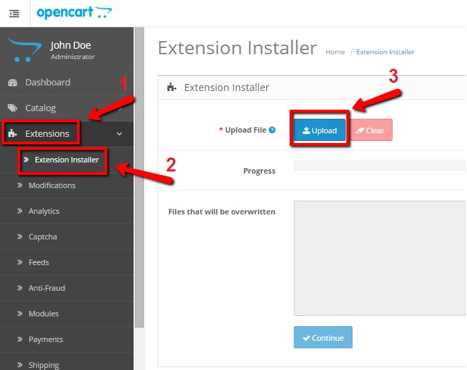 opencart
John Doe
Administrator
Extension Installer
Home / Extension Installer
1
Dashboard
Catalog
Extensions
Extension Installer
2
Modifications
Analytics
Captcha
Feeds
Anti-Fraud
Modules
Payments
Shipping
Extension Installer
3
* Upload File ?
Upload
Clear
Progress
Files that will be overwritten
Continue